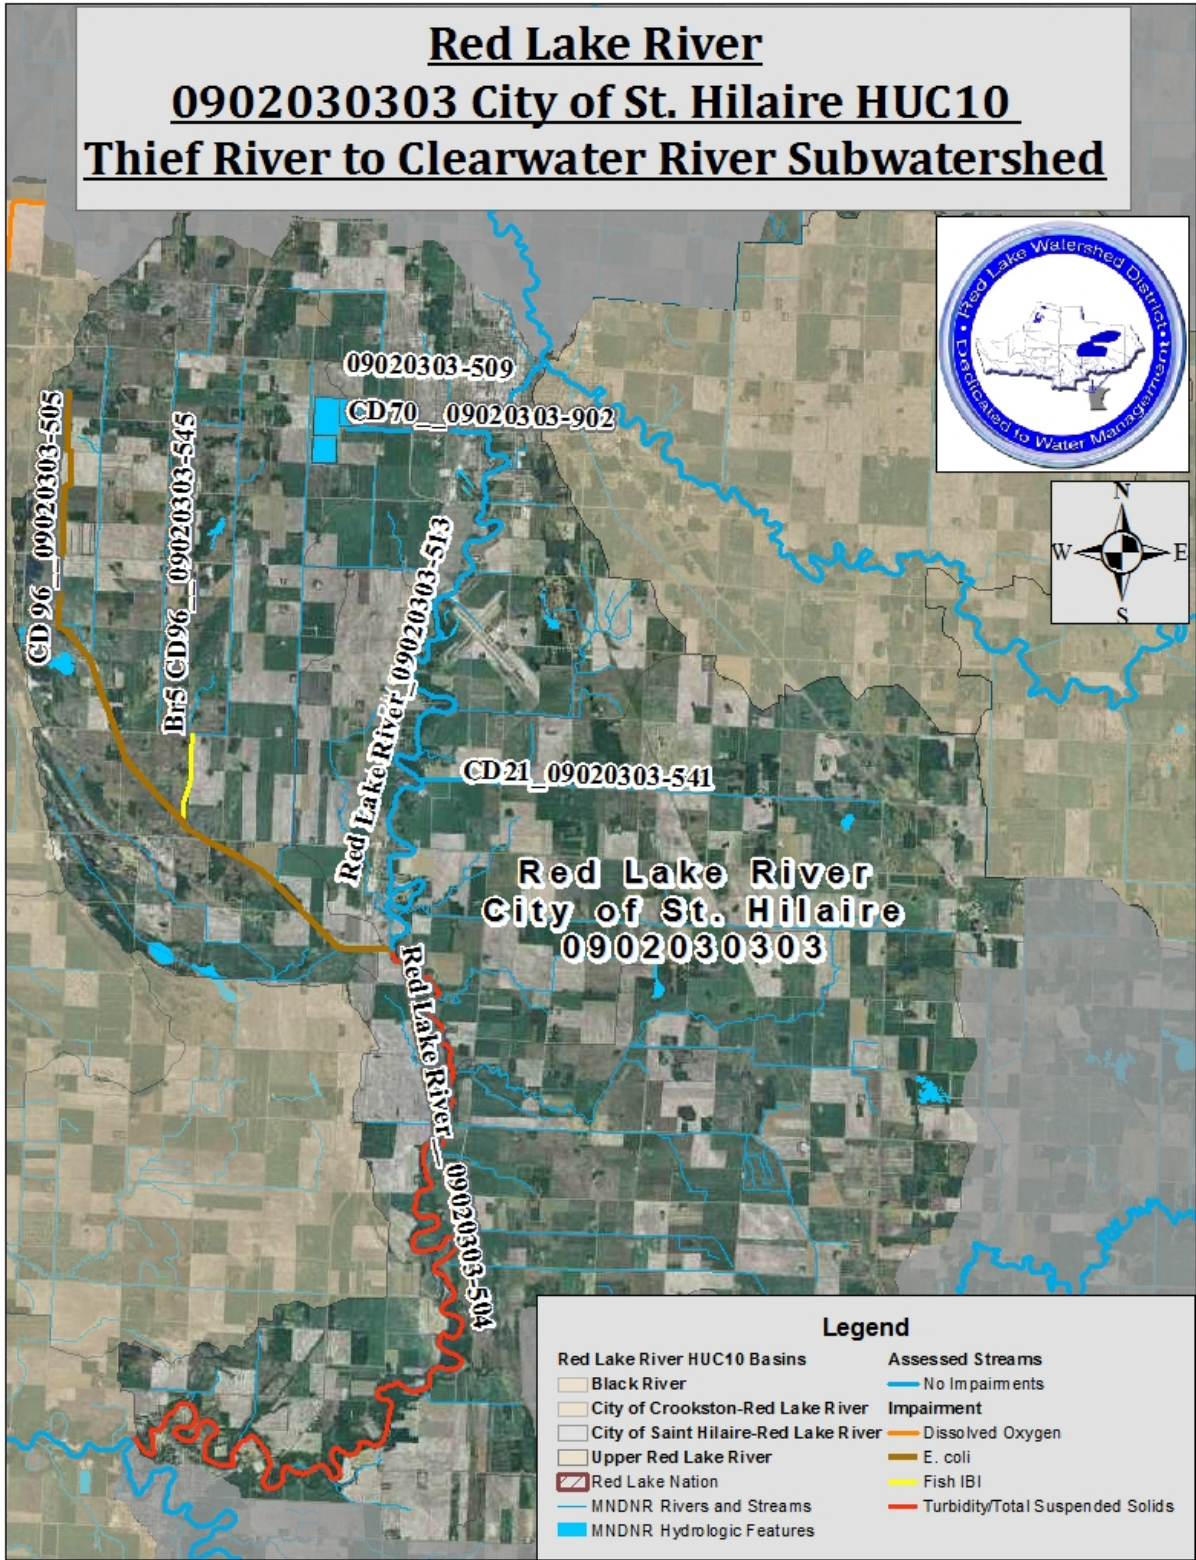 Red Lake River
0902030303 City of St. Hilaire HUC10
Thief River to Clearwater River Subwatershed
Red Lake Watershed District
Dedicated to Water Management
N
W
E
S
09020303-509
CD70__09020303-902
CD 96__09020303-505
Br5 CD96__09020303-545
Red Lake River_09020303-513
CD21_09020303-541
Red Lake River
City of St. Hilaire
0902030303
Red Lake River__09020303-504
Legend
Red Lake River HUC10 Basins
Black River
City of Crookston-Red Lake River
City of Saint Hilaire-Red Lake River
Upper Red Lake River
Red Lake Nation
MNDNR Rivers and Streams
MNDNR Hydrologic Features
Assessed Streams
No Impairments
Impairment
Dissolved Oxygen
E. coli
Fish IBI
Turbidity/Total Suspended Solids